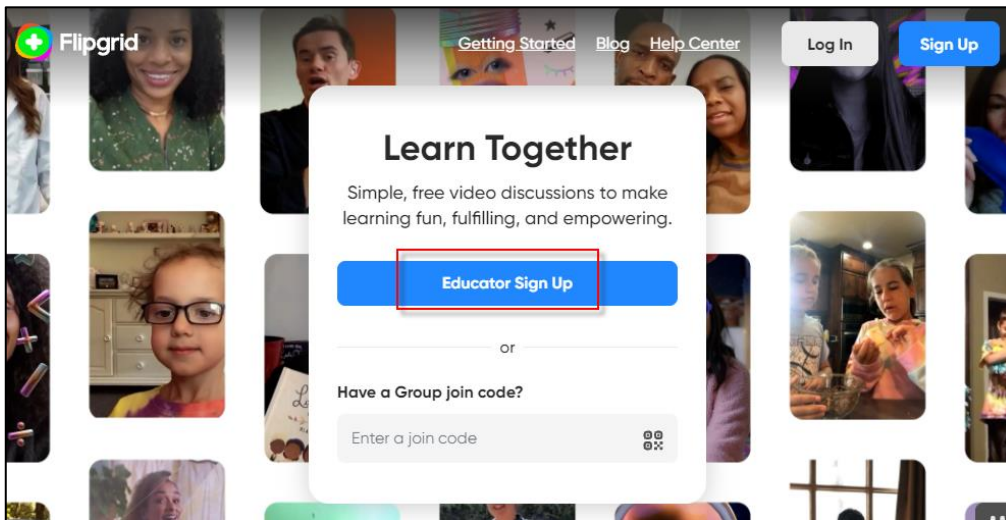 Flipgrid
Getting Started Blog Help Center
Log In
Sign Up
Learn Together
Simple, free video discussions to make
learning fun, fulfilling, and empowering.
Educator Sign Up
or
Have a Group join code?
Enter a join code